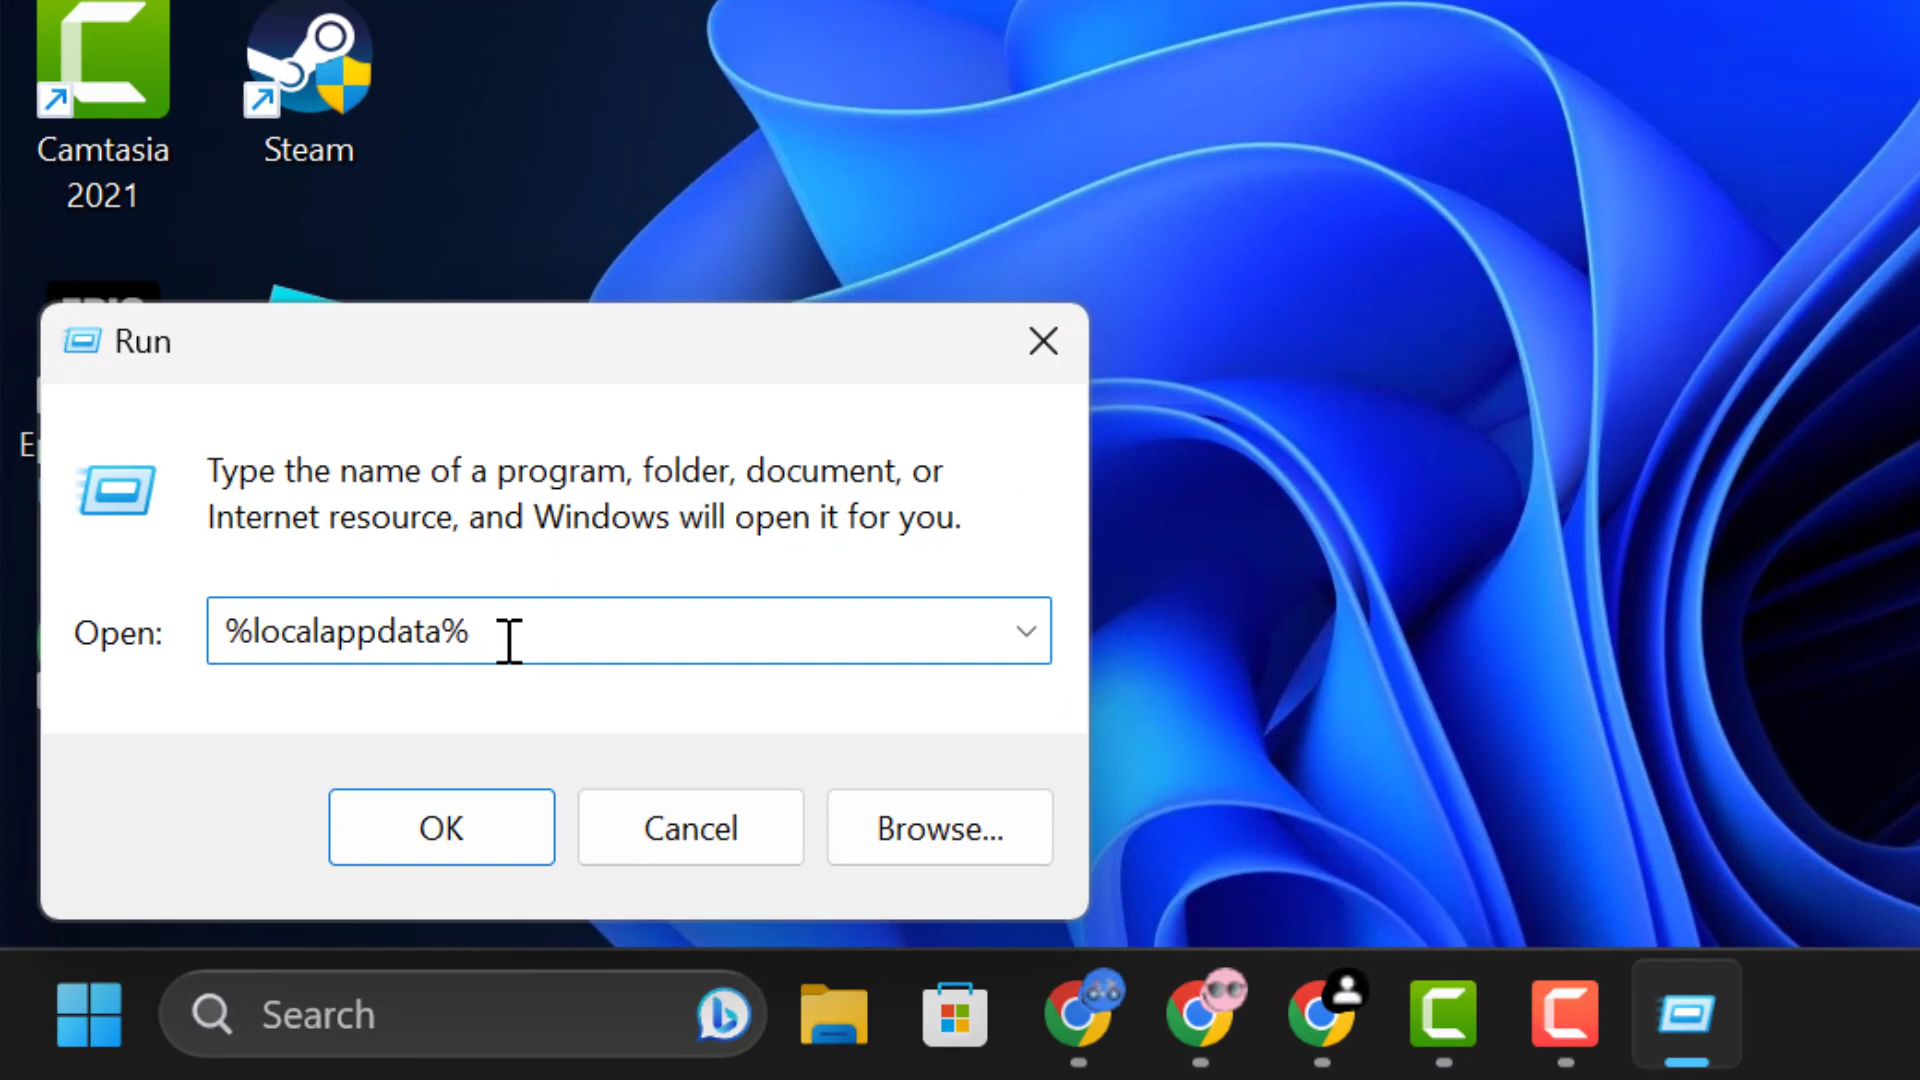 Camtasia
2021
Steam
Run
Type the name of a program, folder, document, or
Internet resource, and Windows will open it for you.
Open:
%localappdata%
OK
Cancel
Browse...
Search